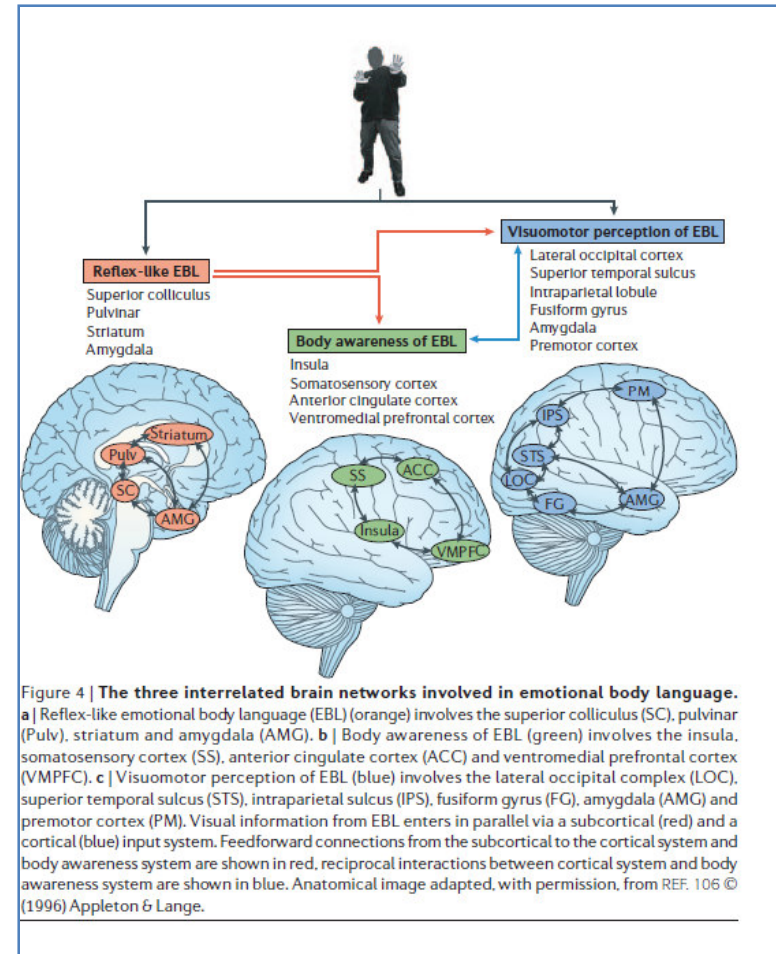 Visuomotor perception of EBL
Lateral occipital cortex
Superior temporal sulcus
Intraparietal lobule
Fusiform gyrus
Amygdala
Premotor cortex
Reflex-like EBL
Superior colliculus
Pulvinar
Striatum
Amygdala
Body awareness of EBL
Insula
Somatosensory cortex
Anterior cingulate cortex
Ventromedial prefrontal cortex
Striatum
Pulv
SC
AMG
SS
ACC
Insula
VMPFC
PM
IPS
STS
LOC
FG
AMG
Figure 4 | The three interrelated brain networks involved in emotional body language.
a | Reflex-like emotional body language (EBL) (orange) involves the superior colliculus (SC), pulvinar
(Pulv), striatum and amygdala (AMG). b | Body awareness of EBL (green) involves the insula,
somatosensory cortex (SS), anterior cingulate cortex (ACC) and ventromedial prefrontal cortex
(VMPFC). c | Visuomotor perception of EBL (blue) involves the lateral occipital complex (LOC),
superior temporal sulcus (STS), intraparietal sulcus (IPS), fusiform gyrus (FG), amygdala (AMG) and
premotor cortex (PM). Visual information from EBL enters in parallel via a subcortical (red) and a
cortical (blue) input system. Feedforward connections from the subcortical to the cortical system and
body awareness system are shown in red, reciprocal interactions between cortical system and body
awareness system are shown in blue. Anatomical image adapted, with permission, from REF. 106 ©
(1996) Appleton & Lange.